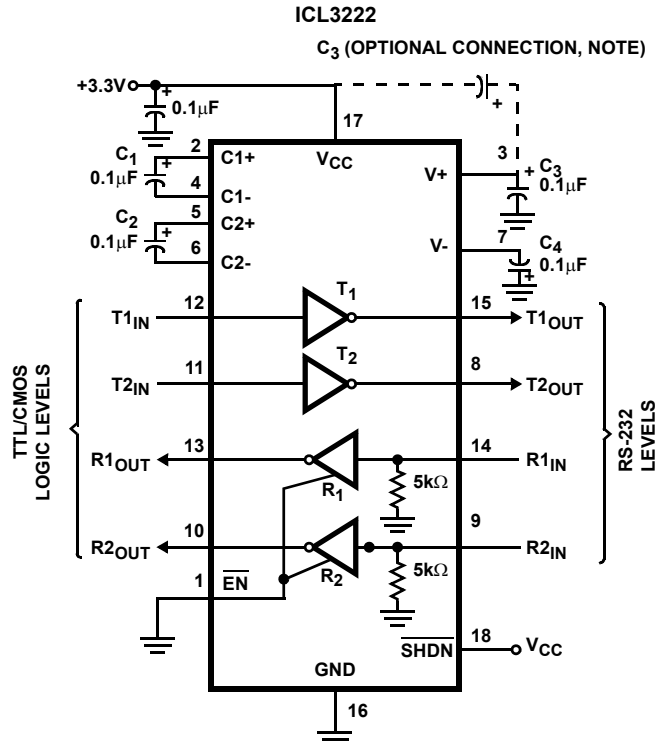 ICL3222
C3 (OPTIONAL CONNECTION, NOTE)
+3.3V
+
0.1µF
+
17
VCC
2
C1+
C1
0.1µF
+
4
C1-
5
C2+
C2
0.1µF
+
6
C2-
3
V+
+
C3
0.1µF
7
V-
C4
0.1µF
+
TTL/CMOS
LOGIC LEVELS
RS-232
LEVELS
T1IN
12
T1
15
T1OUT
T2IN
11
T2
8
T2OUT
R1OUT
13
R1
14
R1IN
5kΩ
R2OUT
10
R2
9
R2IN
5kΩ
1
EN
SHDN
18
VCC
GND
16